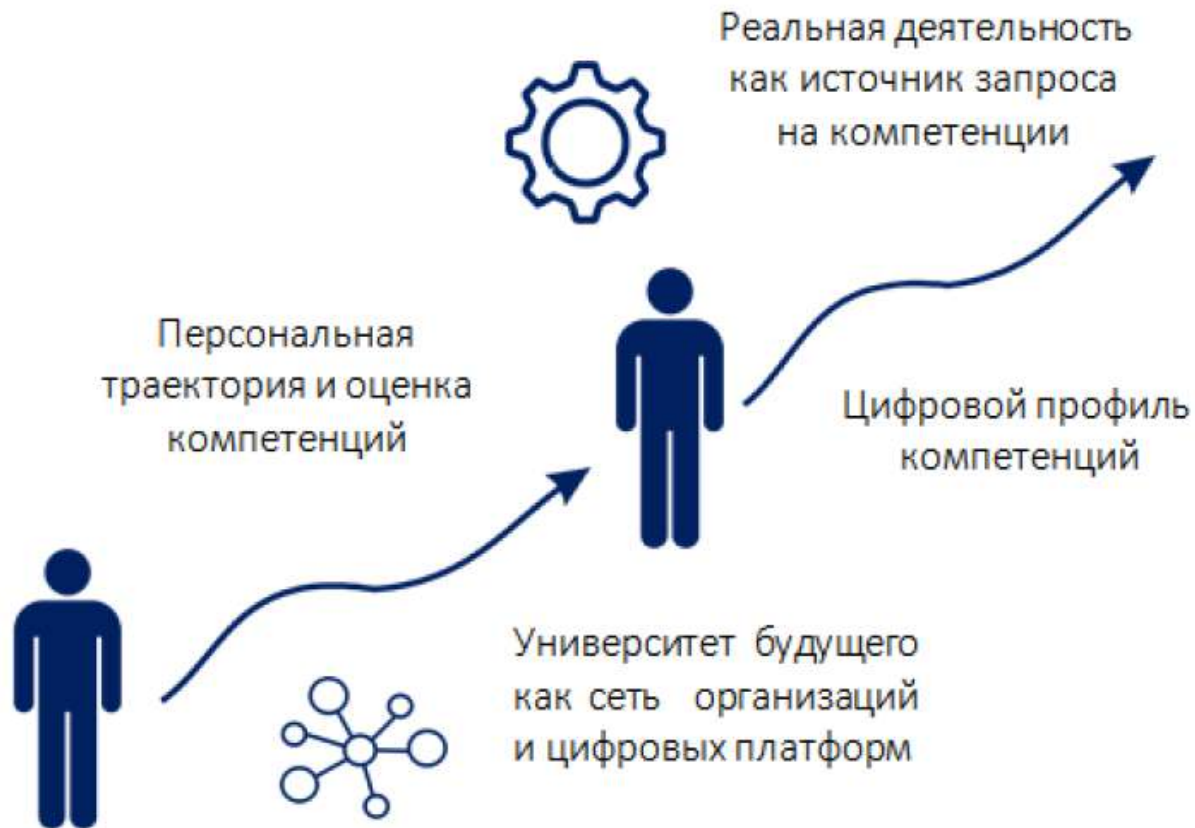 Реальная деятельность
как источник запроса
на компетенции
Персональная
траектория и оценка
компетенций
Цифровой профиль
компетенций
Университет будущего
как сеть организаций
и цифровых платформ